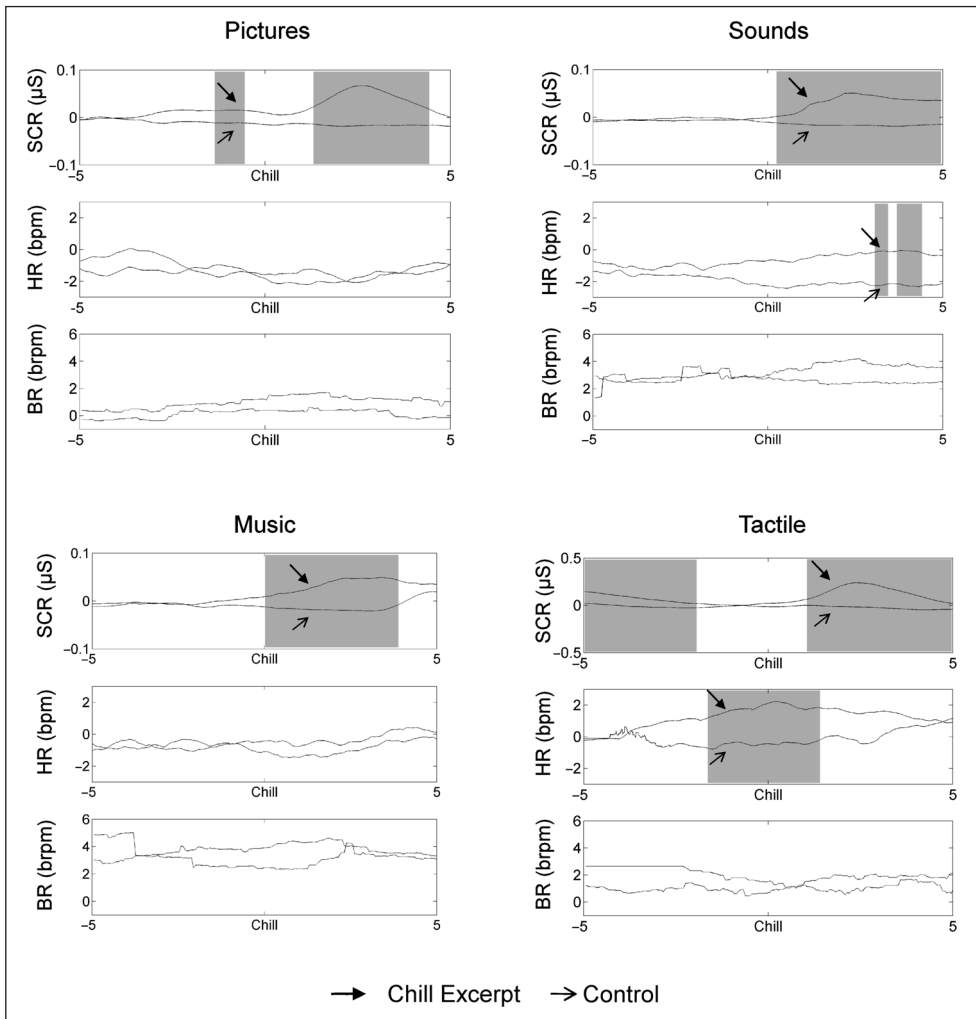 Pictures
SCR (µS)
0.1
0
−0.1
−5
Chill
5
HR (bpm)
2
0
−2
−5
Chill
5
BR (brpm)
6
4
2
0
−5
Chill
5
Sounds
SCR (µS)
0.1
0
−0.1
−5
Chill
5
HR (bpm)
2
0
−2
−5
Chill
5
BR (brpm)
6
4
2
0
−5
Chill
5
Music
SCR (µS)
0.1
0
−0.1
−5
Chill
5
HR (bpm)
2
0
−2
−5
Chill
5
BR (brpm)
6
4
2
0
−5
Chill
5
Tactile
SCR (µS)
0.5
0
−0.5
−5
Chill
5
HR (bpm)
2
0
−2
−5
Chill
5
BR (brpm)
6
4
2
0
−5
Chill
5
Chill Excerpt
Control